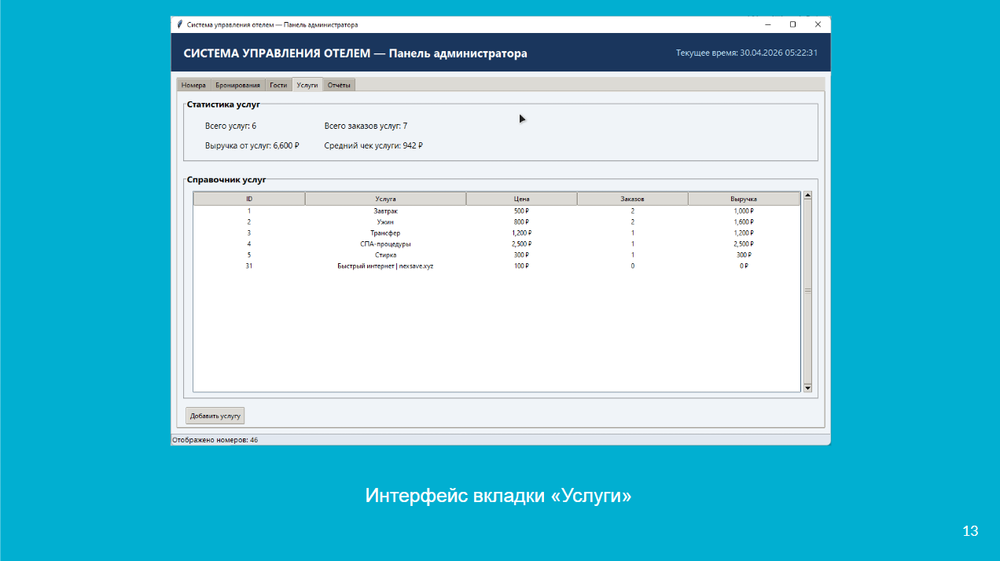 Система управления отелем — Панель администратора
СИСТЕМА УПРАВЛЕНИЯ ОТЕЛЕМ — Панель администратора
Текущее время: 30.04.2026 05:22:31
Номера Бронирования Гости Услуги Отчёты
Статистика услуг
Всего услуг: 6 Всего заказов услуг: 7
Выручка от услуг: 6,600 ₽ Средний чек услуги: 942 ₽
Справочник услуг
ID Услуга Цена Заказов Выручка
1 Завтрак 500 ₽ 2 1,000 ₽
2 Ужин 800 ₽ 2 1,600 ₽
3 Трансфер 1,200 ₽ 1 1,200 ₽
4 СПА-процедуры 2,500 ₽ 1 2,500 ₽
5 Стирка 300 ₽ 1 300 ₽
31 Быстрый интернет | nexsave.xyz 100 ₽ 0 0 ₽
Добавить услугу
Отображено номеров: 46
Интерфейс вкладки «Услуги»
13